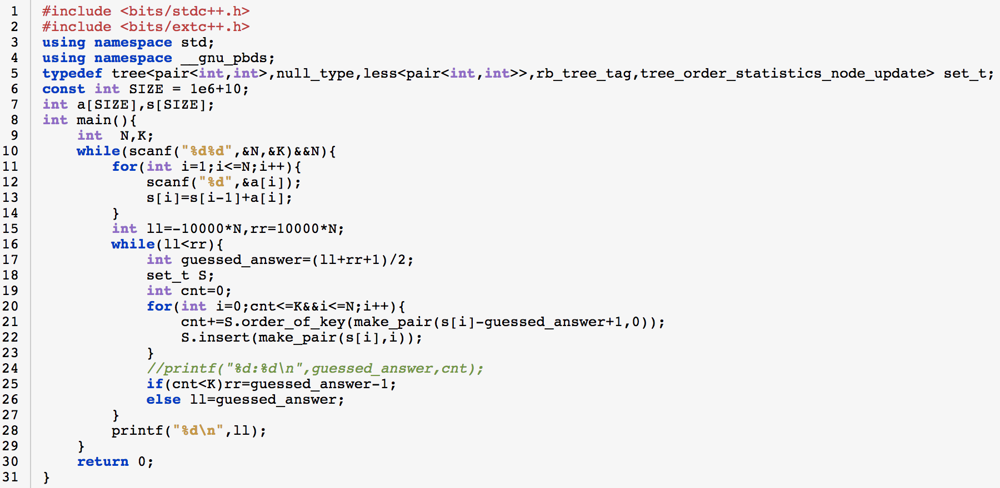 1 #include <bits/stdc++.h>
2 #include <bits/extc++.h>
3 using namespace std;
4 using namespace __gnu_pbds;
5 typedef tree<pair<int,int>,null_type,less<pair<int,int>>,rb_tree_tag,tree_order_statistics_node_update> set_t;
6 const int SIZE = 1e6+10;
7 int a[SIZE],s[SIZE];
8 int main(){
9     int  N,K;
10     while(scanf("%d%d",&N,&K)&&N){
11         for(int i=1;i<=N;i++){
12             scanf("%d",&a[i]);
13             s[i]=s[i-1]+a[i];
14         }
15         int ll=-10000*N,rr=10000*N;
16         while(ll<rr){
17             int guessed_answer=(ll+rr+1)/2;
18             set_t S;
19             int cnt=0;
20             for(int i=0;cnt<=K&&i<=N;i++){
21                 cnt+=S.order_of_key(make_pair(s[i]-guessed_answer+1,0));
22                 S.insert(make_pair(s[i],i));
23             }
24             //printf("%d:%d\n",guessed_answer,cnt);
25             if(cnt<K)rr=guessed_answer-1;
26             else ll=guessed_answer;
27         }
28         printf("%d\n",ll);
29     }
30     return 0;
31 }